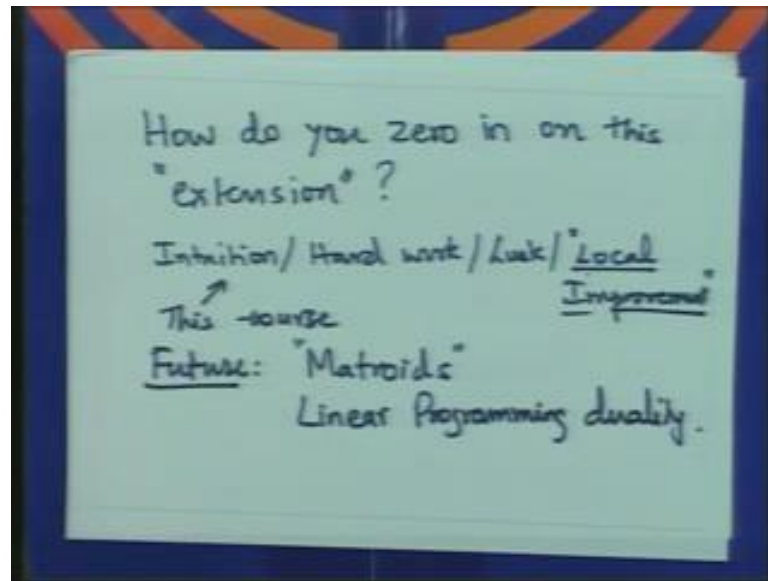 How do you zero in on this
"extension" ?
Intuition/ Hard work / Luck / "Local
Improvement"
This course
Future: "Matroids"
Linear Programming duality.